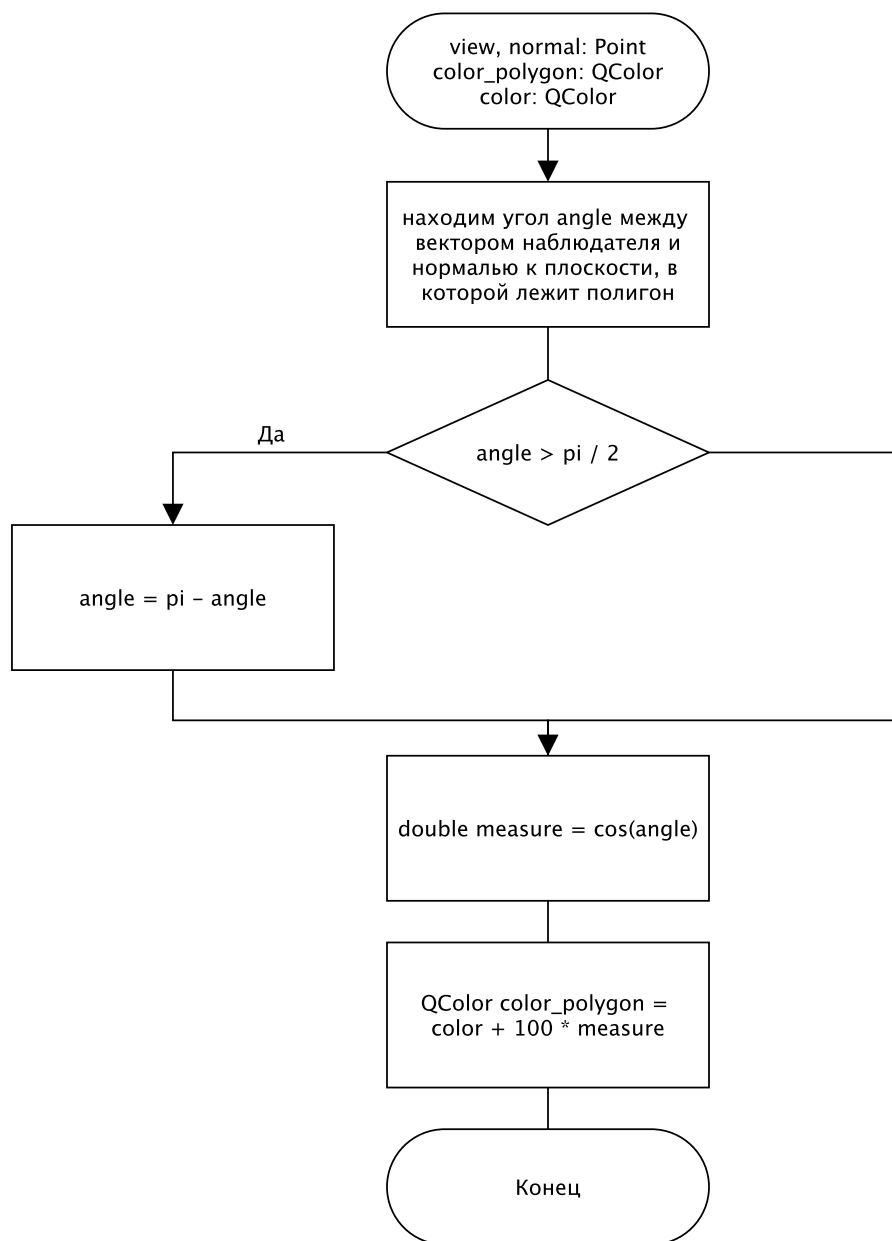 view, normal: Point
color_polygon: QColor
color: QColor
находим угол angle между
вектором наблюдателя и
нормалью к плоскости, в
которой лежит полигон
Да
angle > pi / 2
angle = pi - angle
double measure = cos(angle)
QColor color_polygon =
color + 100 * measure
Конец